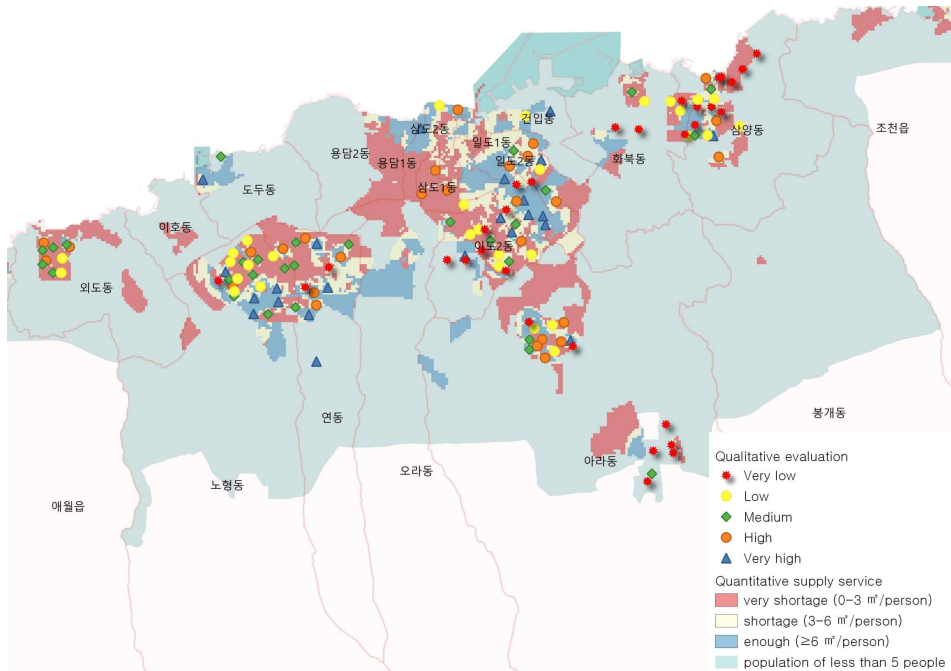 건입동
삼도2동
일도1동
삼양동
조천읍
용담2동
용담1동
일도2동
화북동
도두동
삼도1동
이호동
이도2동
외도동
연동
봉개동
오라동
아라동
노형동
애월읍
Qualitative evaluation
Very low
Low
Medium
High
Very high
Quantitative supply service
very shortage (0-3 ㎡/person)
shortage (3-6 ㎡/person)
enough (≥6 ㎡/person)
population of less than 5 people